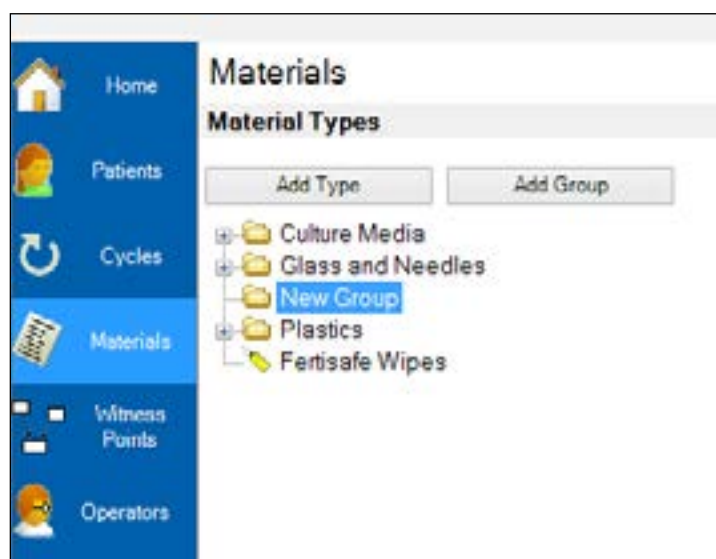 Home
Patients
Cycles
Materials
Witness
Points
Operators
Materials
Material Types
Add Type
Add Group
Culture Media
Glass and Needles
New Group
Plastics
Fertisafe Wipes